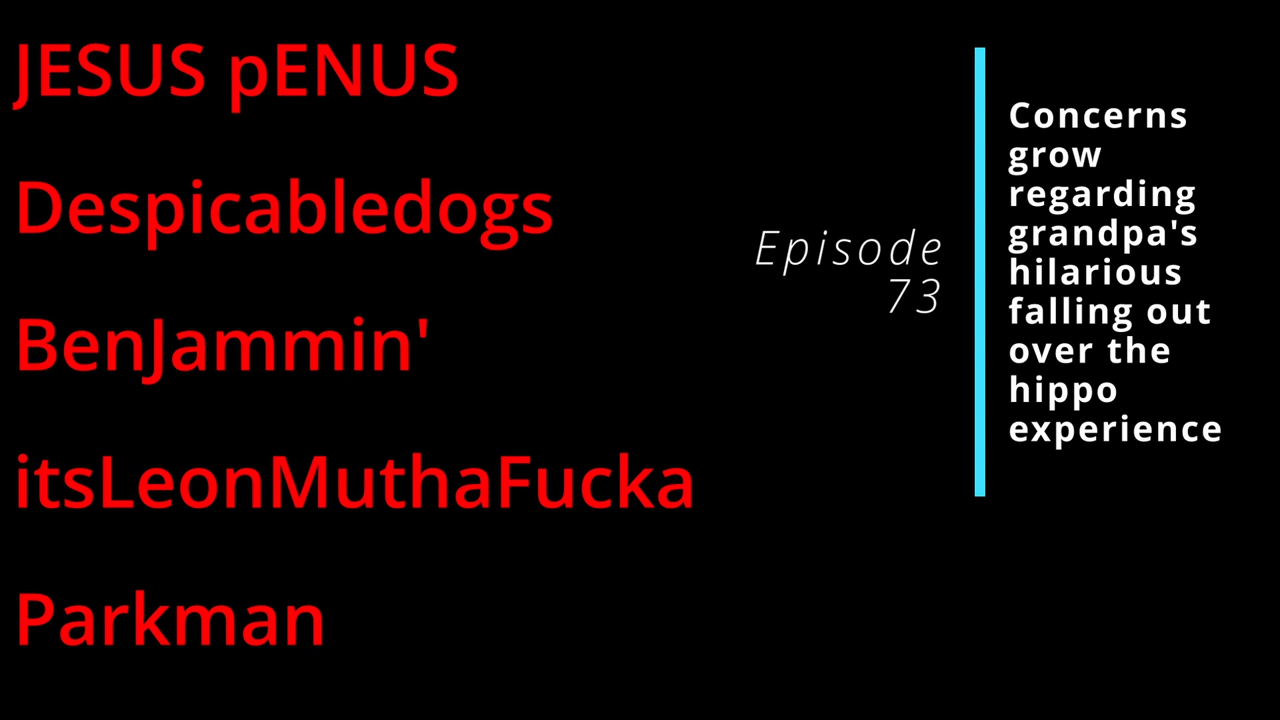 JESUS pENUS
Despicabledogs
BenJammin'
itsLeonMuthaFucka
Parkman
Episode
73
Concerns
grow
regarding
grandpa's
hilarious
falling out
over the
hippo
experience